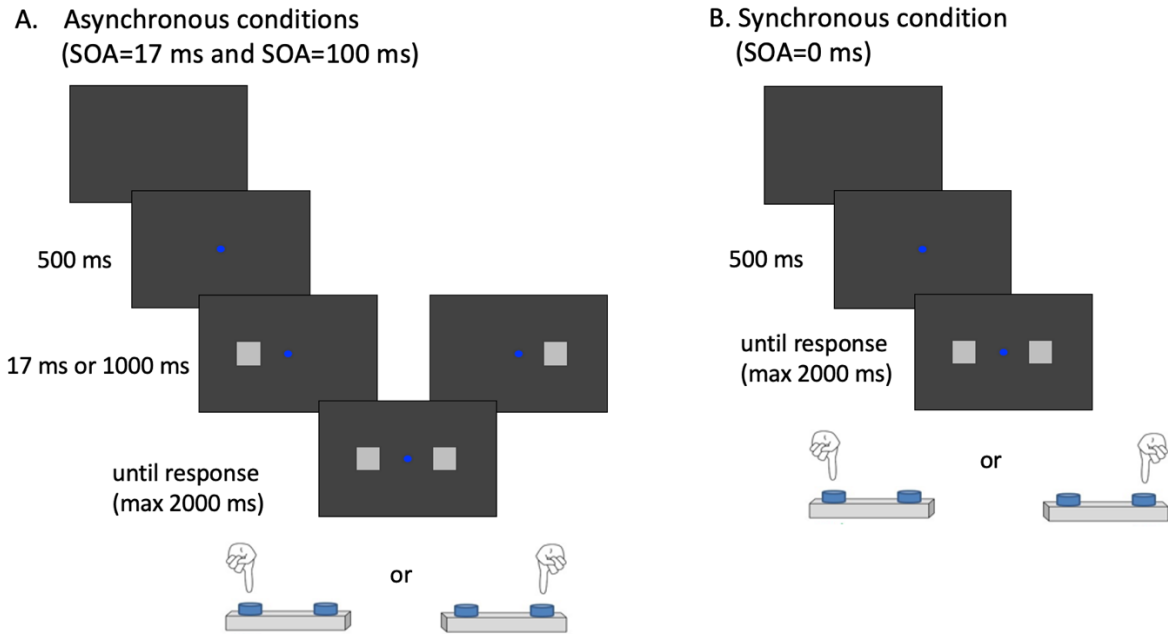 A. Asynchronous conditions
(SOA=17 ms and SOA=100 ms)
500 ms
17 ms or 1000 ms
until response
(max 2000 ms)
or
B. Synchronous condition
(SOA=0 ms)
500 ms
until response
(max 2000 ms)
or